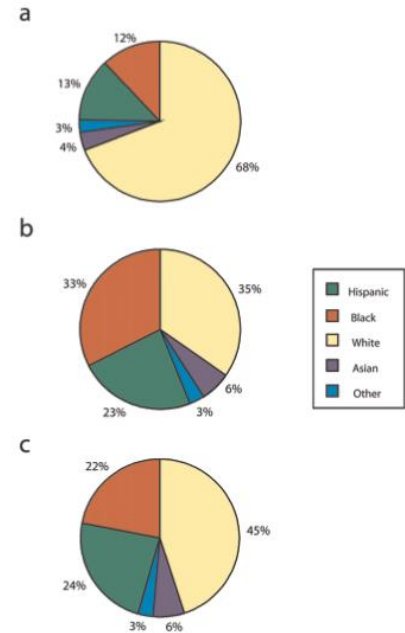 a
12%
13%
3%
4%
68%
b
33%
35%
23%
3%
6%
Hispanic
Black
White
Asian
Other
c
22%
45%
24%
3%
6%